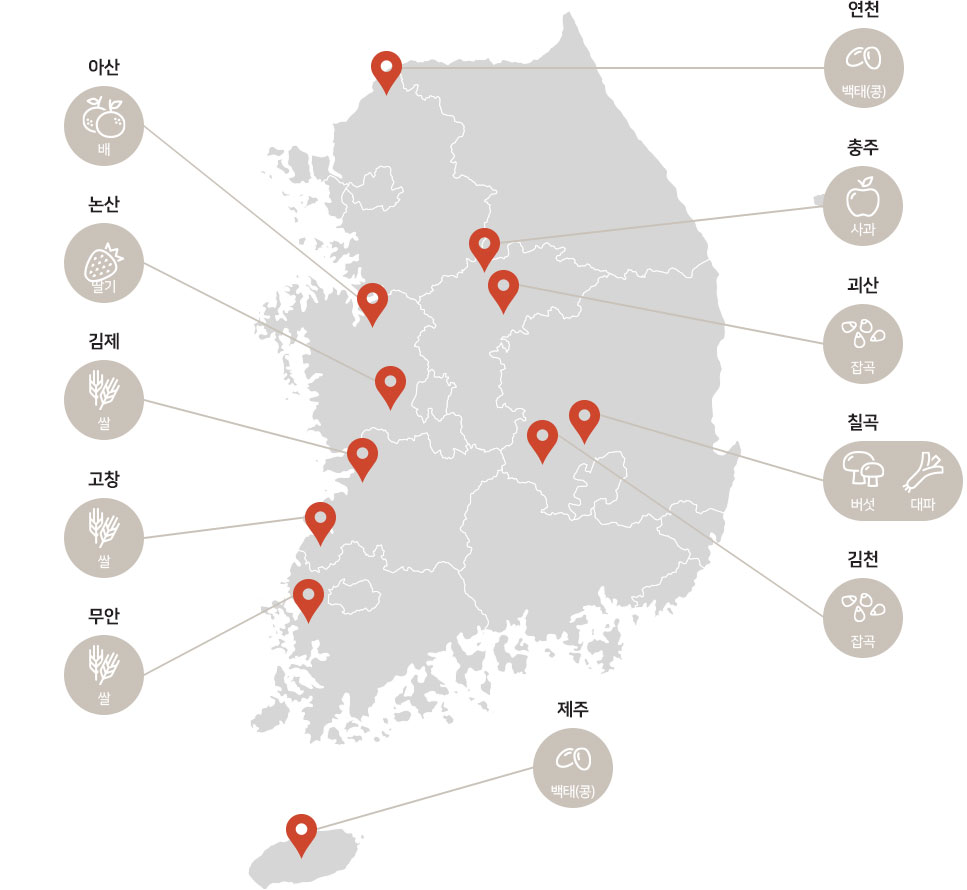 아산
배
논산
딸기
김제
쌀
고창
쌀
무안
쌀
연천
백태(콩)
충주
사과
괴산
잡곡
칠곡
버섯 대파
김천
잡곡
제주
백태(콩)